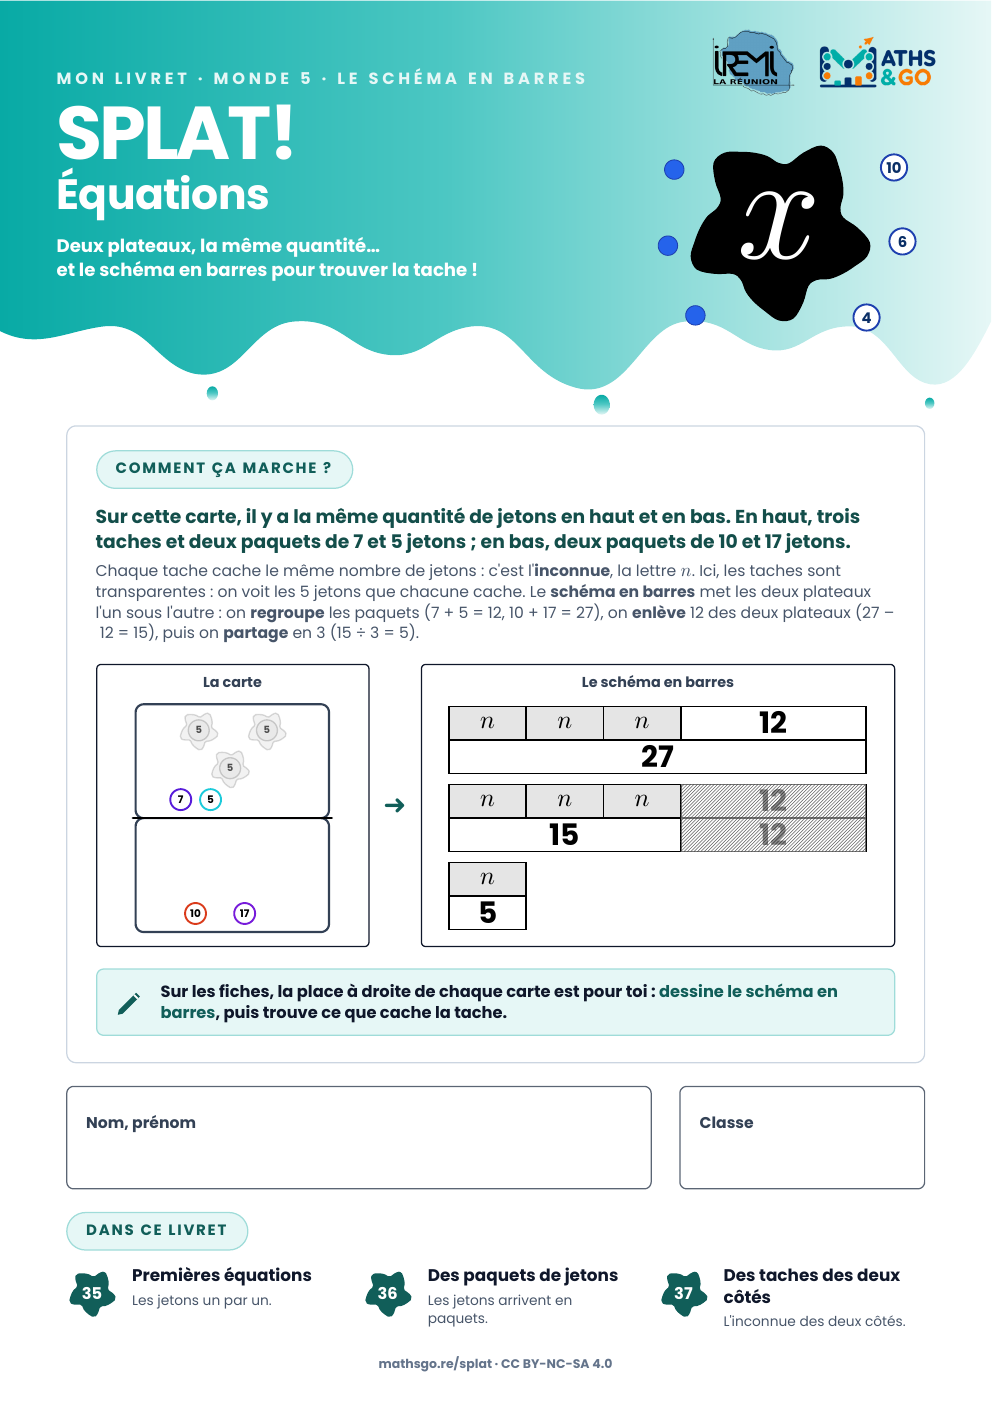 MON LIVRET · MONDE 5 · LE SCHÉMA EN BARRES
iREMi
LA RÉUNION
MATHS
&GO
SPLAT!
Équations
Deux plateaux, la même quantité...
et le schéma en barres pour trouver la tache !
x
10
6
4
COMMENT ÇA MARCHE ?
Sur cette carte, il y a la même quantité de jetons en haut et en bas. En haut, trois
taches et deux paquets de 7 et 5 jetons ; en bas, deux paquets de 10 et 17 jetons.
Chaque tache cache le même nombre de jetons : c'est l'inconnue, la lettre n. Ici, les taches sont
transparentes : on voit les 5 jetons que chacune cache. Le schéma en barres met les deux plateaux
l'un sous l'autre : on regroupe les paquets (7 + 5 = 12, 10 + 17 = 27), on enlève 12 des deux plateaux (27 –
12 = 15), puis on partage en 3 (15 ÷ 3 = 5).
La carte
5 5
5
7 5
10 17
Le schéma en barres
n n n 12
27
n n n 12
15 12
n
5
Sur les fiches, la place à droite de chaque carte est pour toi : dessine le schéma en
barres, puis trouve ce que cache la tache.
Nom, prénom
Classe
DANS CE LIVRET
35
Premières équations
Les jetons un par un.
36
Des paquets de jetons
Les jetons arrivent en
paquets.
37
Des taches des deux
côtés
L'inconnue des deux côtés.
mathsgo.re/splat · CC BY-NC-SA 4.0